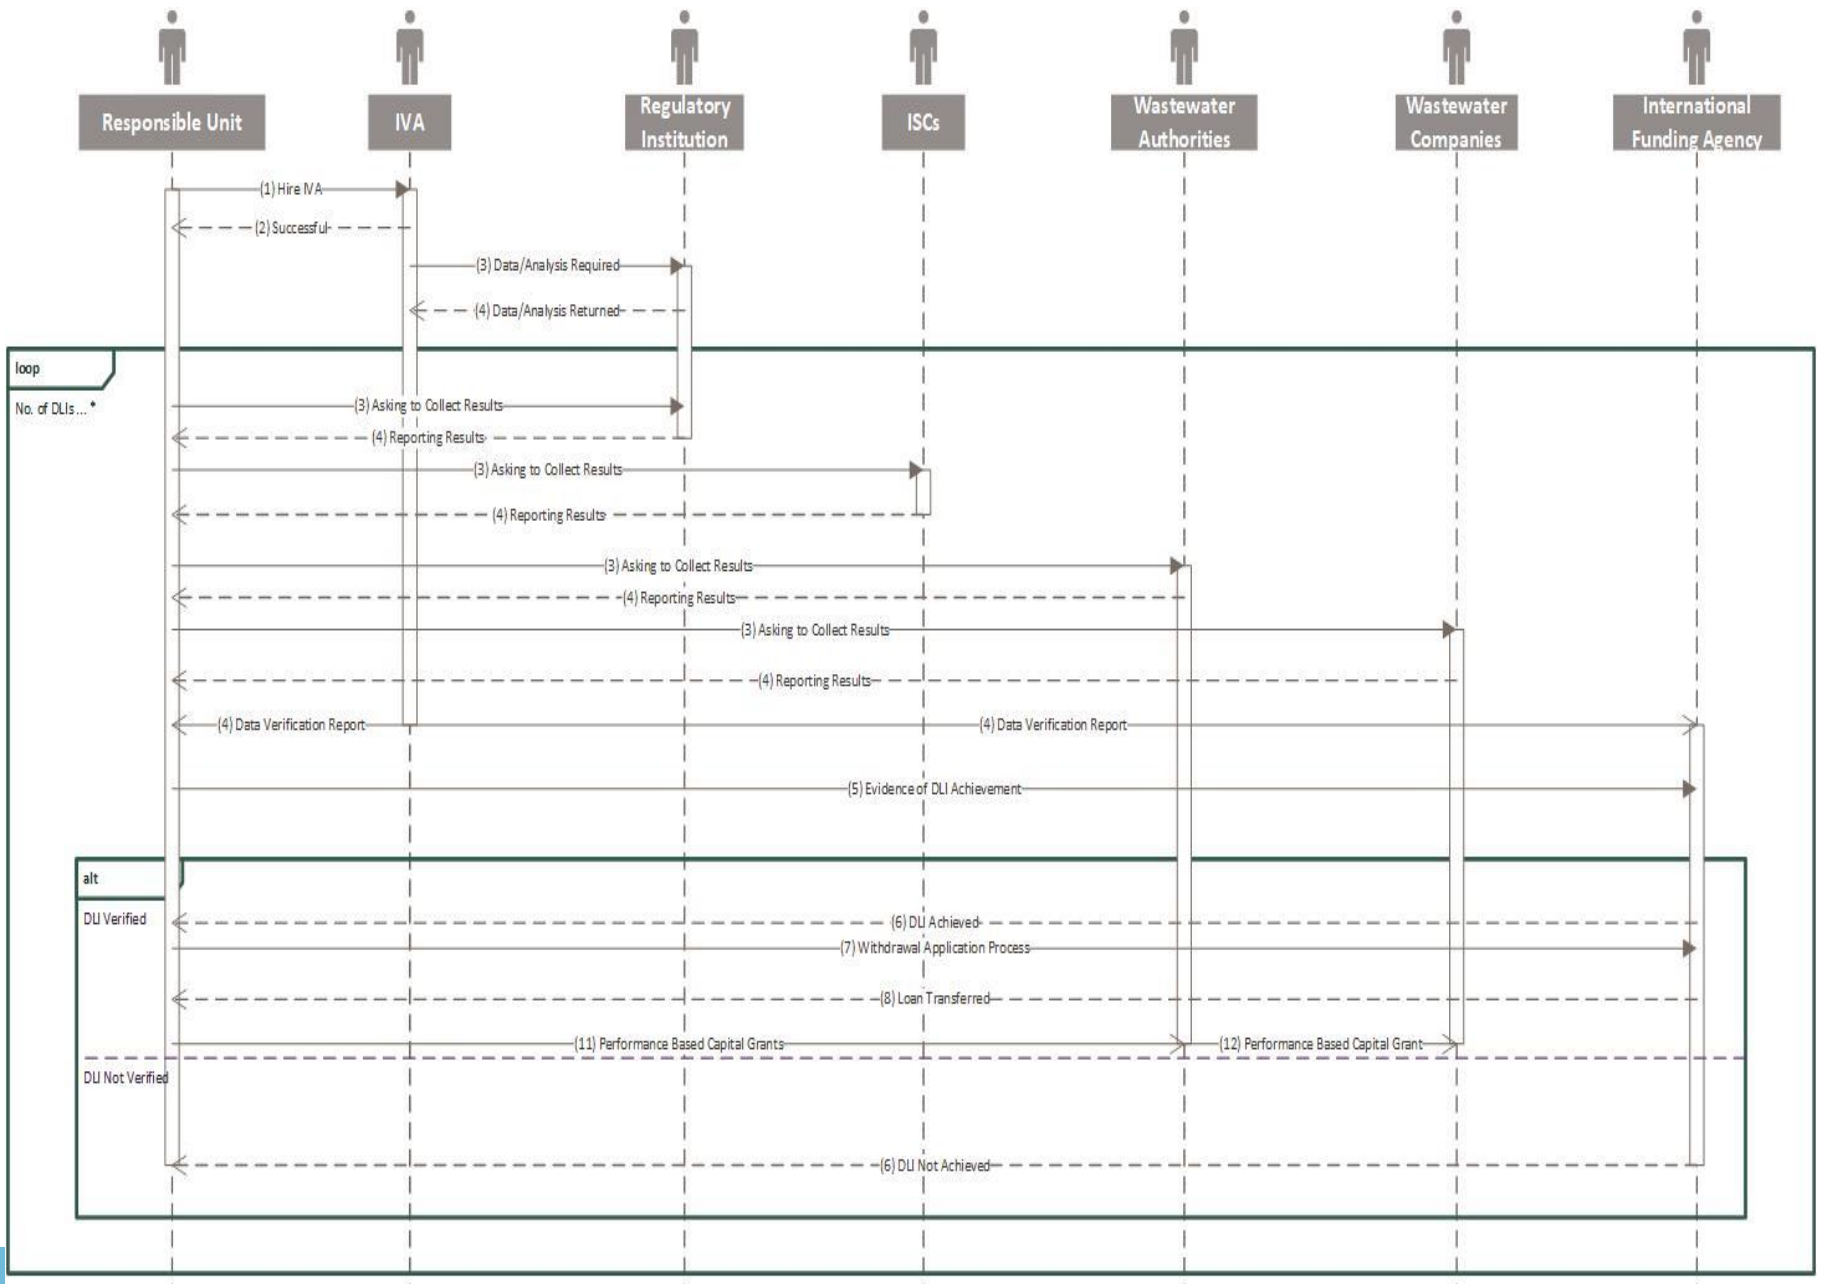 Responsible Unit
IVA
Regulatory
Institution
ISCs
Wastewater
Authorities
Wastewater
Companies
International
Funding Agency
(1) Hire IVA
(2) Successful
(3) Data/Analysis Required
(4) Data/Analysis Returned
loop
No. of DLIs... *
(3) Asking to Collect Results
(4) Reporting Results
(3) Asking to Collect Results
(4) Reporting Results
(3) Asking to Collect Results
(4) Reporting Results
(3) Asking to Collect Results
(4) Reporting Results
(4) Data Verification Report
(4) Data Verification Report
(5) Evidence of DLI Achievement
alt
DLI Verified
(6) DLI Achieved
(7) Withdrawal Application Process
(8) Loan Transferred
(11) Performance Based Capital Grants
(12) Performance Based Capital Grant
DLI Not Verified
(6) DLI Not Achieved